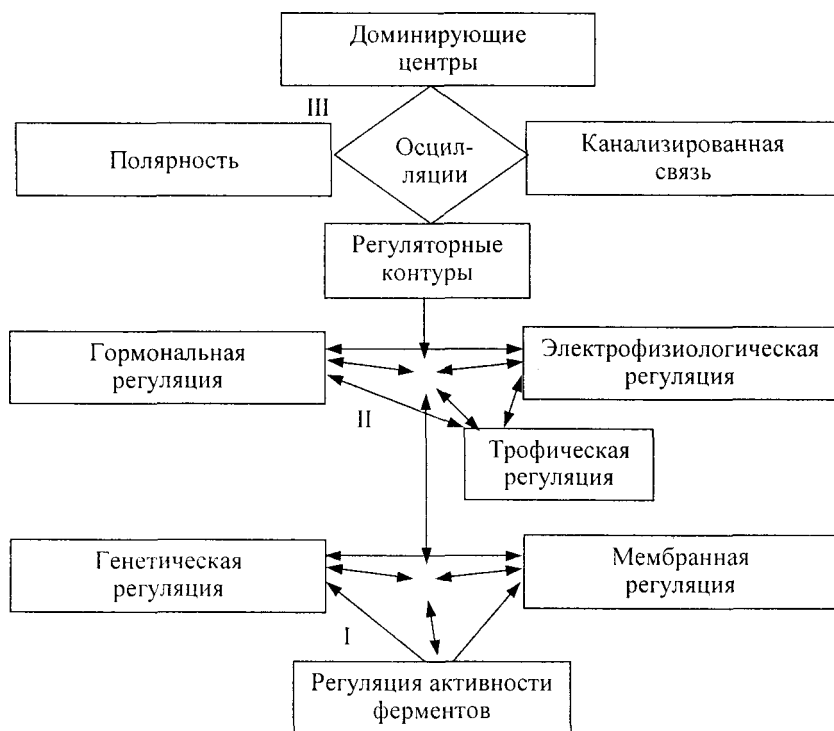 Доминирующие
центры
III
Полярность
Осцил-
ляции
Канализированная
связь
Регуляторные
контуры
Гормональная
регуляция
Электрофизиологическая
регуляция
II
Трофическая
регуляция
Генетическая
регуляция
Мембранная
регуляция
I
Регуляция активности
ферментов